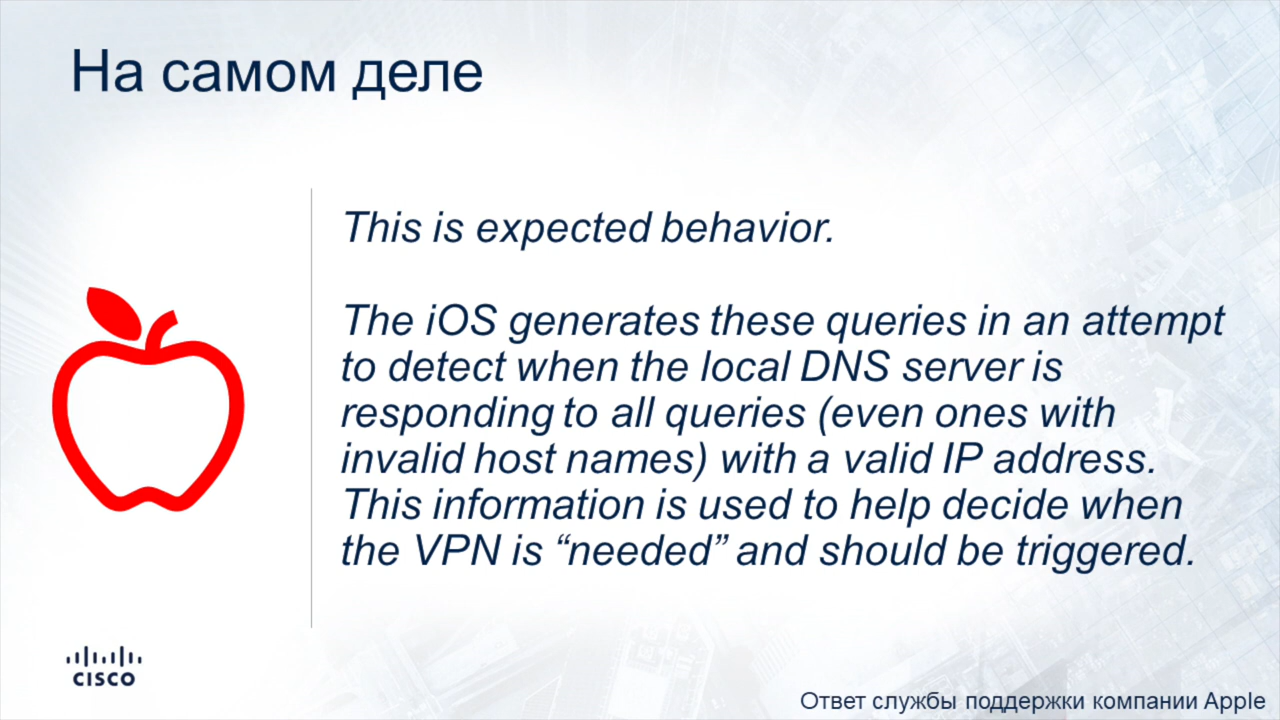 На самом деле
This is expected behavior.
The iOS generates these queries in an attempt
to detect when the local DNS server is
responding to all queries (even ones with
invalid host names) with a valid IP address.
This information is used to help decide when
the VPN is “needed” and should be triggered.
CISCO
Ответ службы поддержки компании Apple